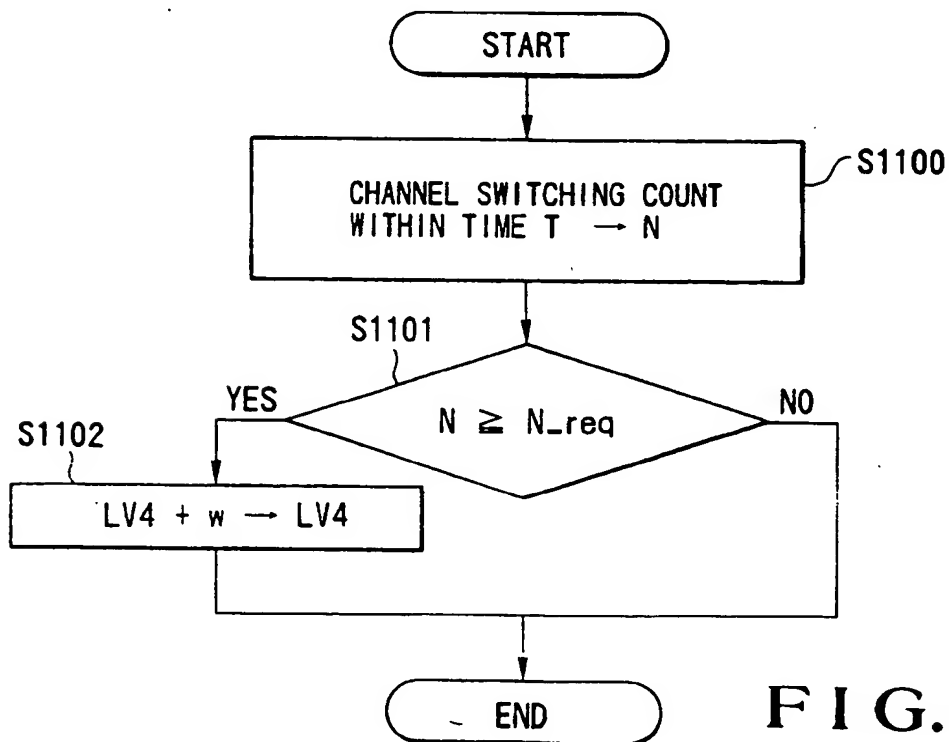 START
S1100
CHANNEL SWITCHING COUNT
WITHIN TIME T → N
S1101
YES
N ≧ N_req
NO
S1102
LV4 + w → LV4
END
FIG.